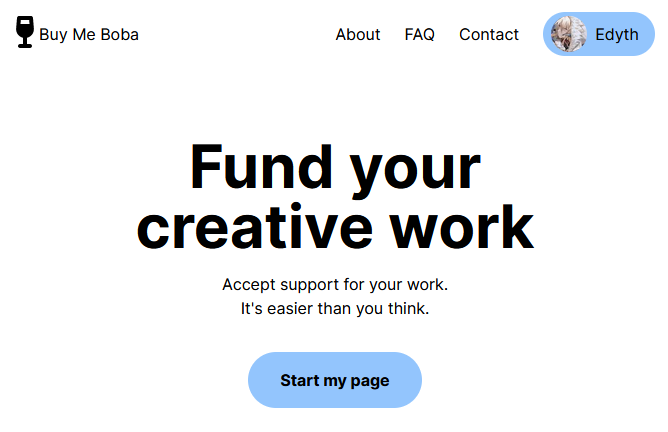 Buy Me Boba
About FAQ Contact Edyth
Fund your
creative work
Accept support for your work.
It's easier than you think.
Start my page